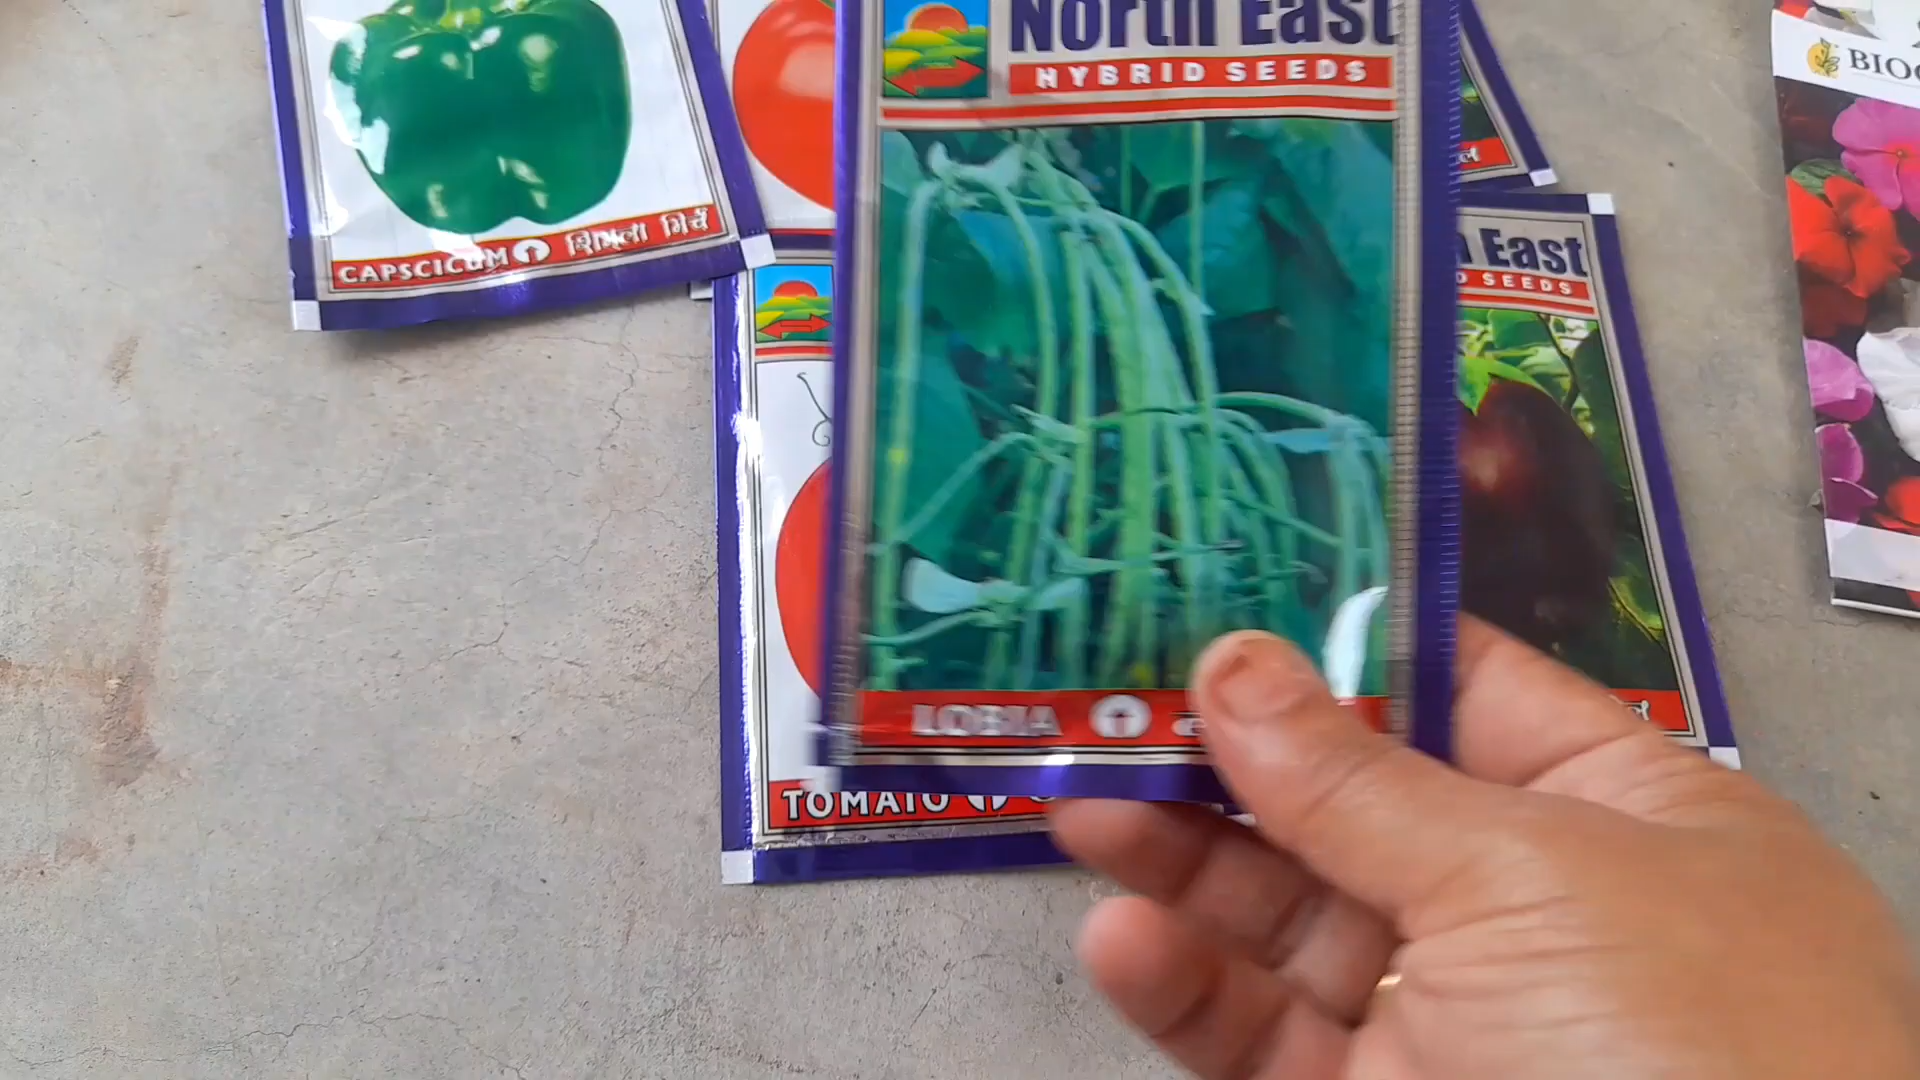 North East
HYBRID SEEDS
BIO
CAPSCICUM शिमला मिर्च
East
SEEDS
LOBIA
TOMATO